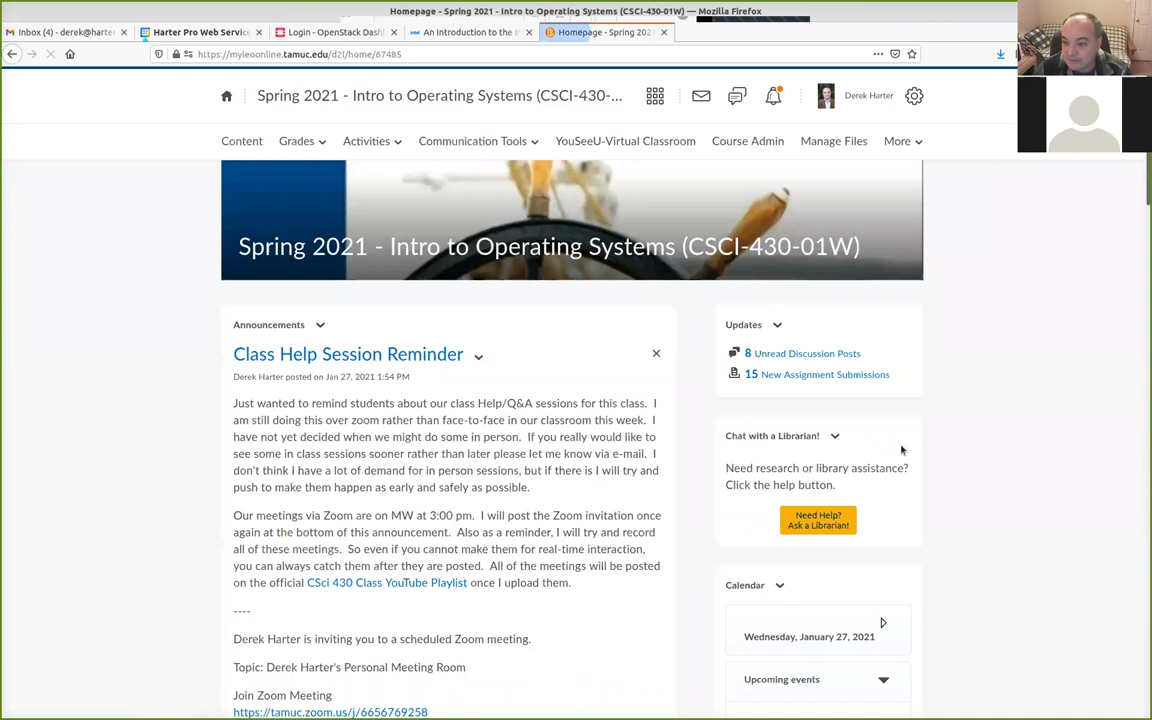 Homepage - Spring 2021 - Intro to Operating Systems (CSCI-430-01W) — Mozilla Firefox
Inbox (4) - derek@harter
Harter Pro Web Service
Login - OpenStack Dashb
An Introduction to the I
Homepage - Spring 2021
https://myleoonline.tamuc.edu/d2l/home/67485
Spring 2021 - Intro to Operating Systems (CSCI-430-...
Derek Harter
Content
Grades
Activities
Communication Tools
YouSeeU-Virtual Classroom
Course Admin
Manage Files
More
Spring 2021 - Intro to Operating Systems (CSCI-430-01W)
Announcements
Class Help Session Reminder
Derek Harter posted on Jan 27, 2021 1:54 PM
Just wanted to remind students about our class Help/Q&A sessions for this class. I
am still doing this over zoom rather than face-to-face in our classroom this week. I
have not yet decided when we might do some in person. If you really would like to
see some in class sessions sooner rather than later please let me know via e-mail. I
don't think I have a lot of demand for in person sessions, but if there is I will try and
push to make them happen as early and safely as possible.
Our meetings via Zoom are on MW at 3:00 pm. I will post the Zoom invitation once
again at the bottom of this announcement. Also as a reminder, I will try and record
all of these meetings. So even if you cannot make them for real-time interaction,
you can always catch them after they are posted. All of the meetings will be posted
on the official CSci 430 Class YouTube Playlist once I upload them.
----
Derek Harter is inviting you to a scheduled Zoom meeting.
Topic: Derek Harter's Personal Meeting Room
Join Zoom Meeting
https://tamuc.zoom.us/j/6656769258
Updates
8 Unread Discussion Posts
15 New Assignment Submissions
Chat with a Librarian!
Need research or library assistance?
Click the help button.
Need Help?
Ask a Librarian!
Calendar
Wednesday, January 27, 2021
Upcoming events